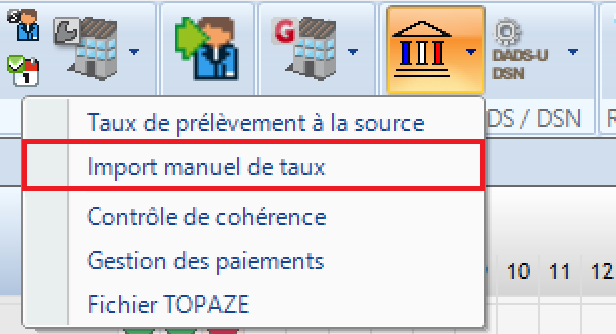 G
DADS-U
DSN
DS / DSN
R
Taux de prélèvement à la source
Import manuel de taux
Contrôle de cohérence
Gestion des paiements
Fichier TOPAZE
10 11 12
1